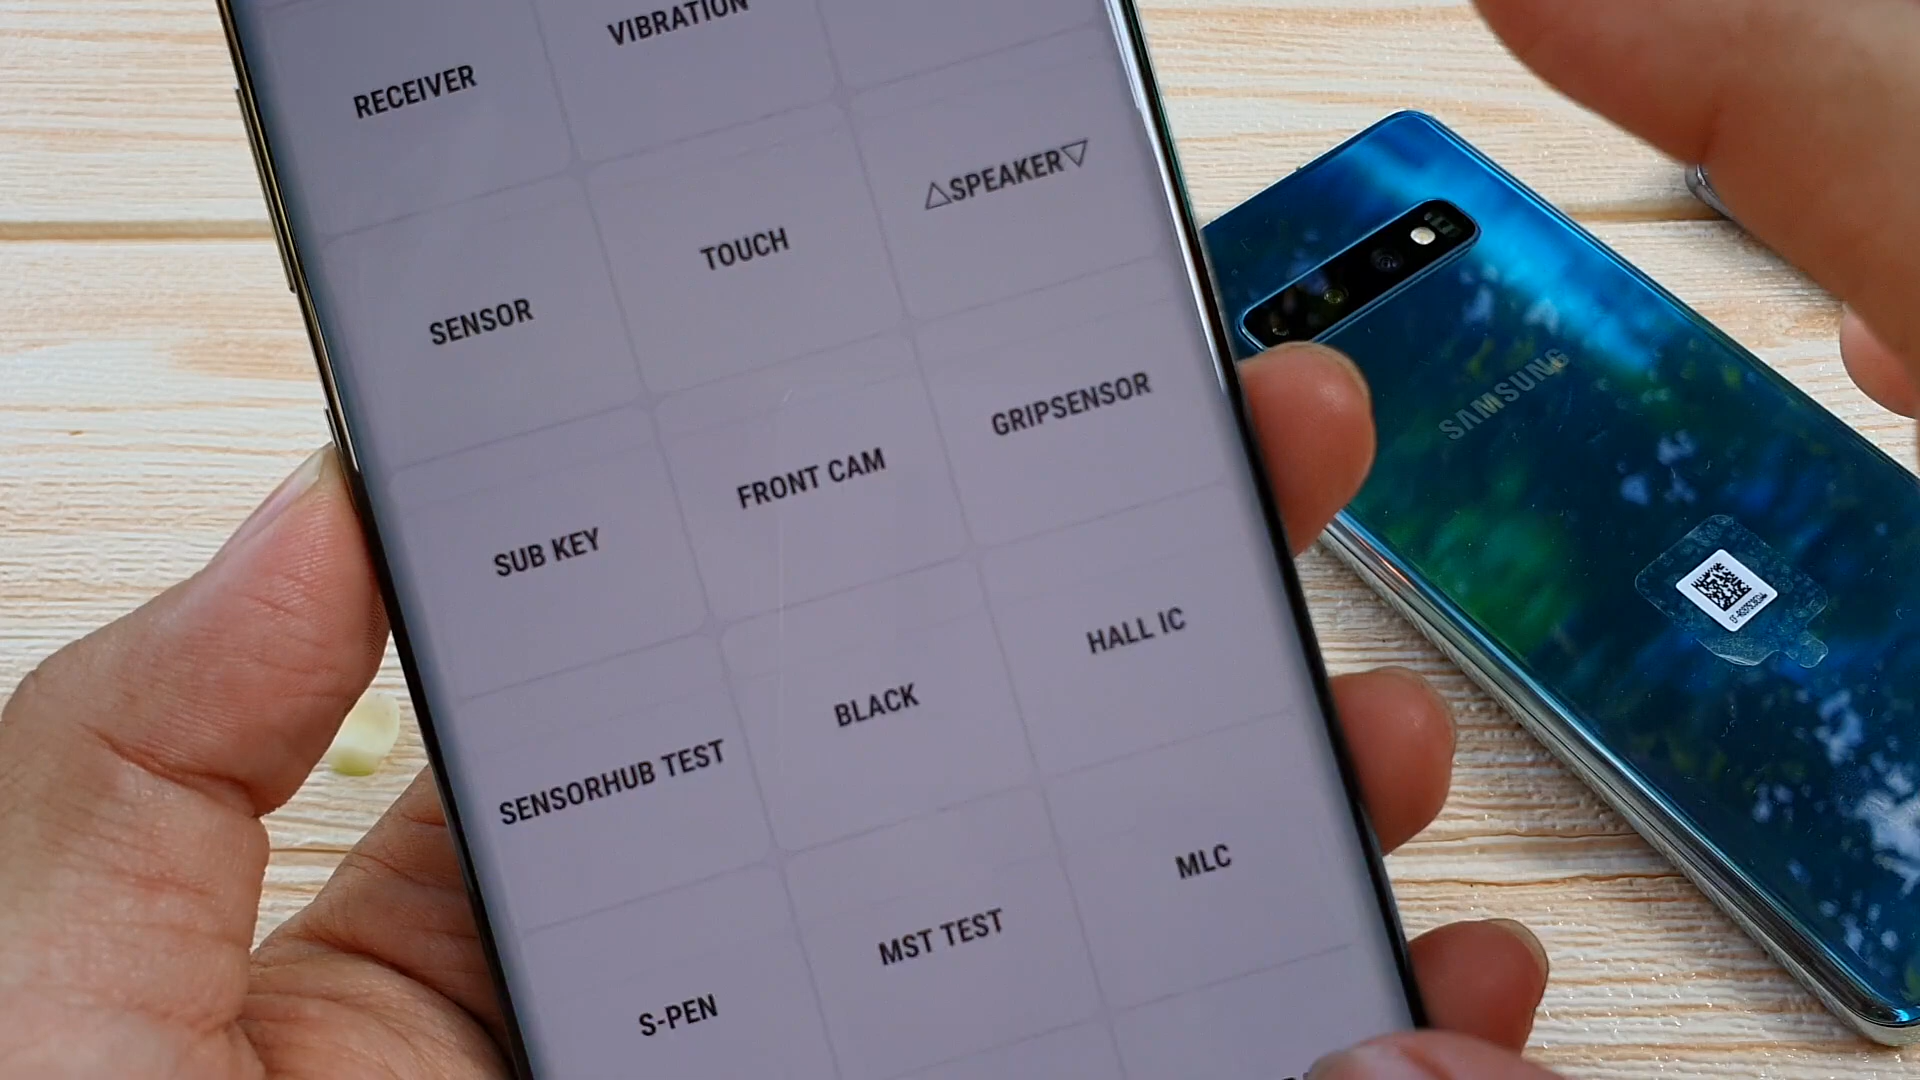 VIBRATION
RECEIVER
△SPEAKER▽
TOUCH
SENSOR
GRIPSENSOR
FRONT CAM
SUB KEY
HALL IC
BLACK
SENSORHUB TEST
MLC
MST TEST
S-PEN
SAMSUNG